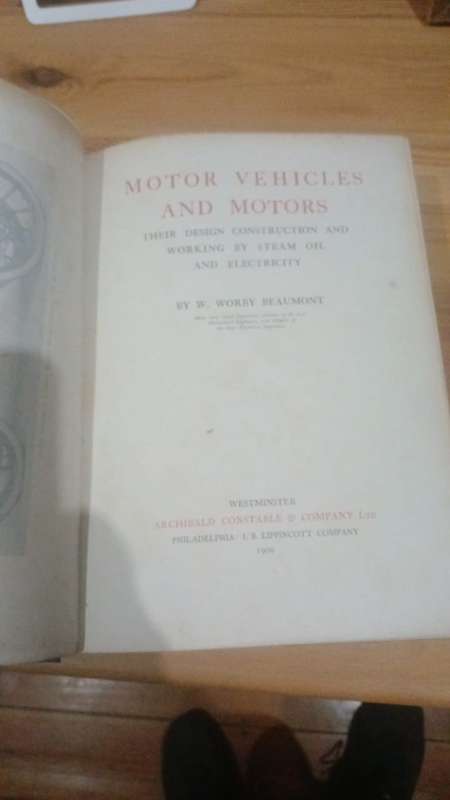 MOTOR VEHICLES
AND MOTORS
THEIR DESIGN CONSTRUCTION AND
WORKING BY STEAM OIL
AND ELECTRICITY
BY W. WORBY BEAUMONT
WESTMINSTER
ARCHIBALD CONSTABLE & COMPANY LTD
PHILADELPHIA: J. B. LIPPINCOTT COMPANY